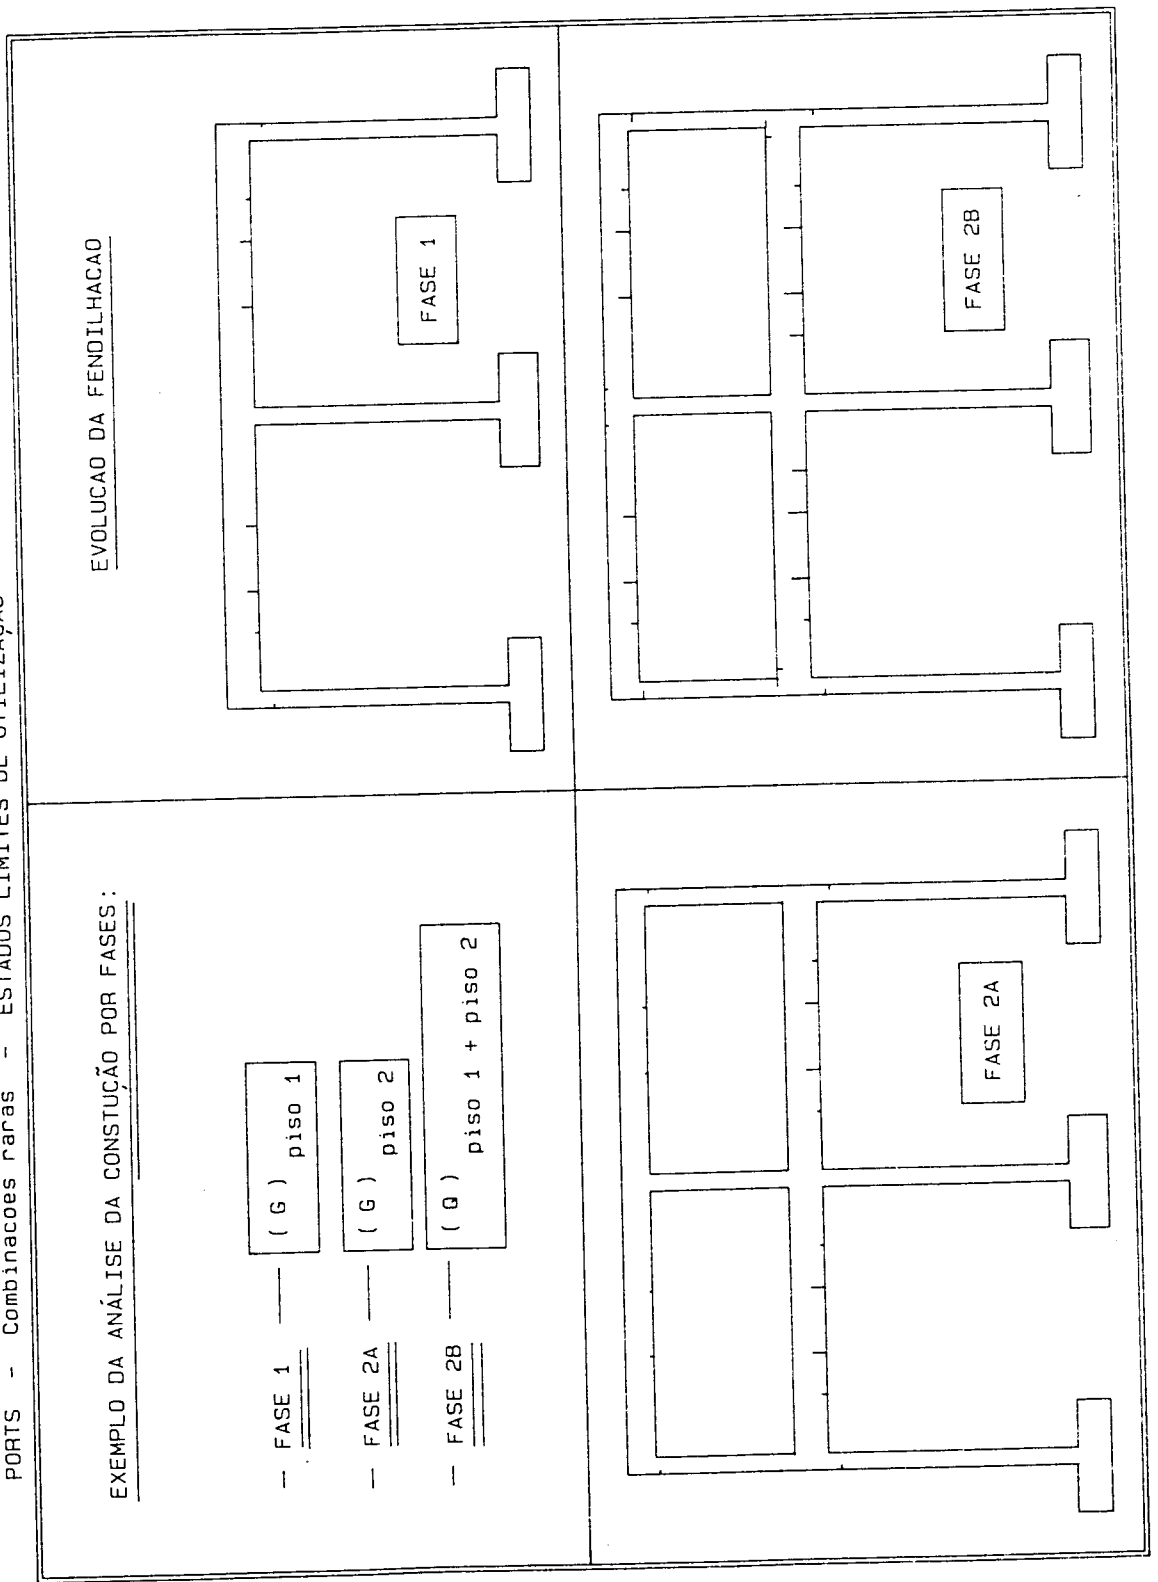 PORTS - Combinacoes raras - ESTADOS LIMITES DE UTILIZAÇÃO
EXEMPLO DA ANÁLISE DA CONSTUÇÃO POR FASES:
- FASE 1 —— ( G ) piso 1
- FASE 2A —— ( G ) piso 2
- FASE 2B —— ( Q ) piso 1 + piso 2
EVOLUCAO DA FENDILHACAO
FASE 1
FASE 2A
FASE 2B